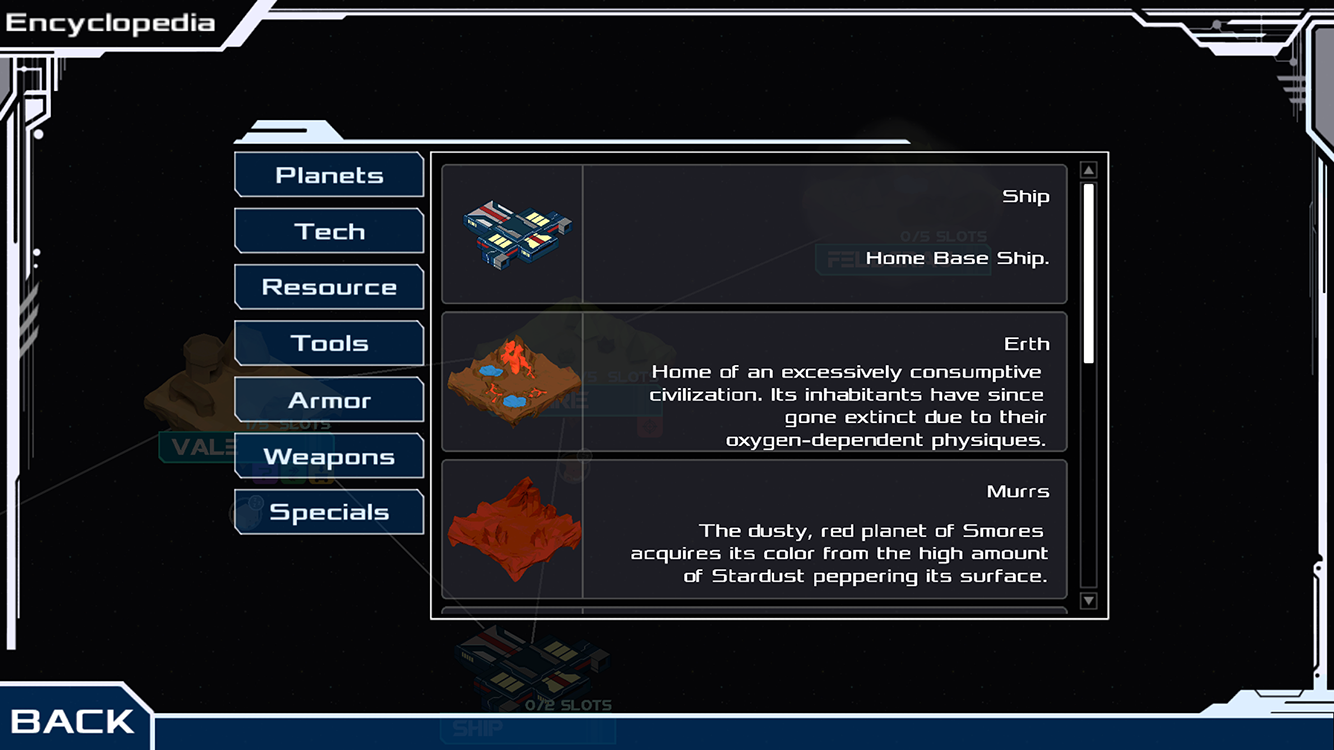 Encyclopedia
Planets
Tech
Resource
Tools
Armor
Weapons
Specials
Ship
Home Base Ship.
Erth
Home of an excessively consumptive
civilization. Its inhabitants have since
gone extinct due to their
oxygen-dependent physiques.
Murrs
The dusty, red planet of Smores
acquires its color from the high amount
of Stardust peppering its surface.
0/5 SLOTS
1/5 SLOTS
0/2 SLOTS
SHIP
BACK